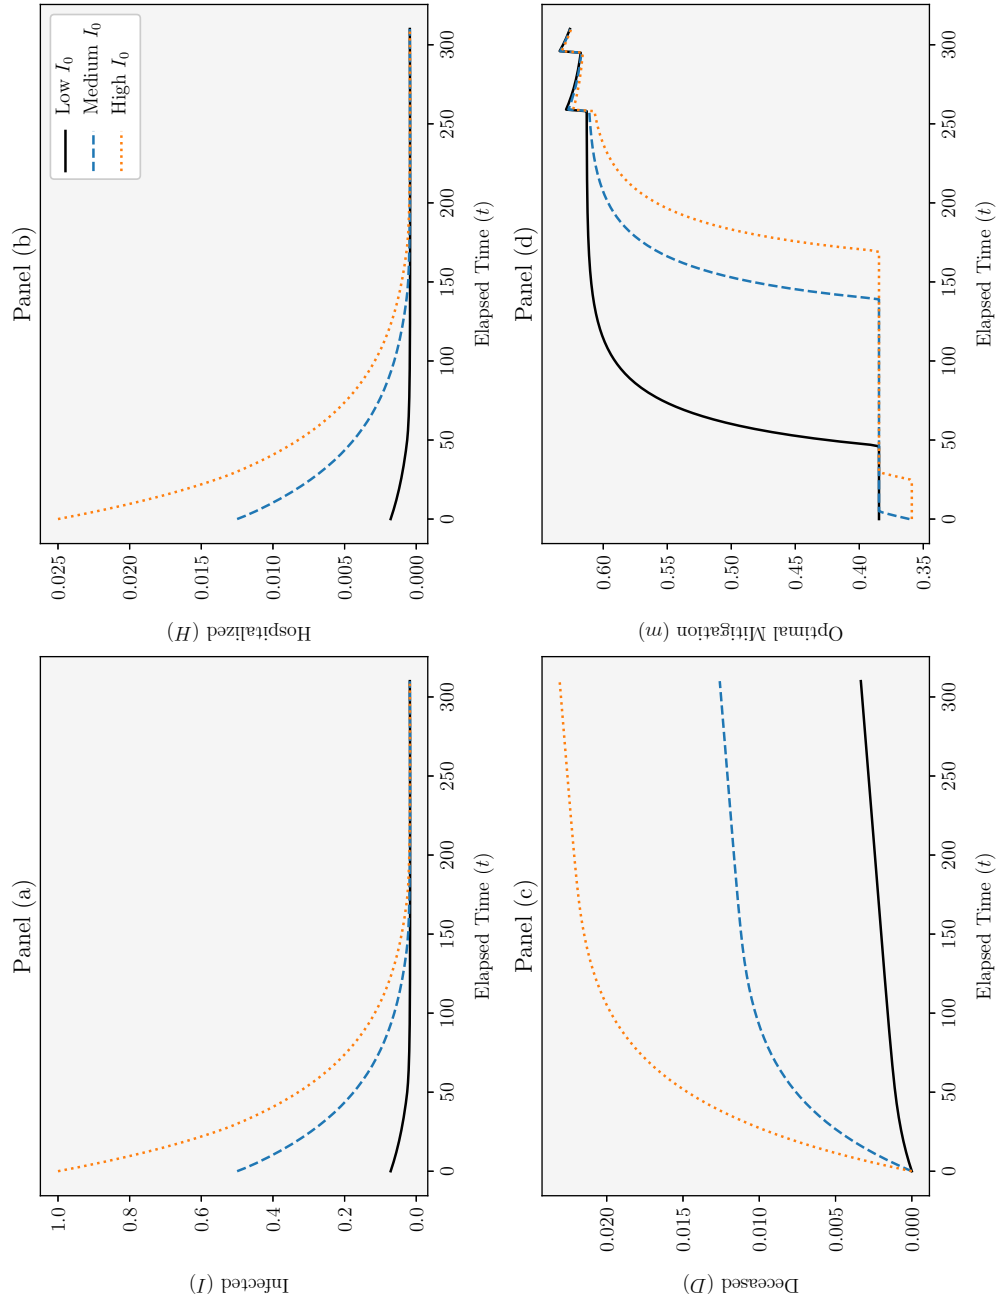 Panel (a)
Infected (I)
1.0
0.8
0.6
0.4
0.2
0.0
0 50 100 150 200 250 300
Elapsed Time (t)
Panel (b)
Low I₀
Medium I₀
High I₀
Hospitalized (H)
0.025
0.020
0.015
0.010
0.005
0.000
0 50 100 150 200 250 300
Elapsed Time (t)
Panel (c)
Deceased (D)
0.020
0.015
0.010
0.005
0.000
0 50 100 150 200 250 300
Elapsed Time (t)
Panel (d)
Optimal Mitigation (m)
0.60
0.55
0.50
0.45
0.40
0.35
0 50 100 150 200 250 300
Elapsed Time (t)